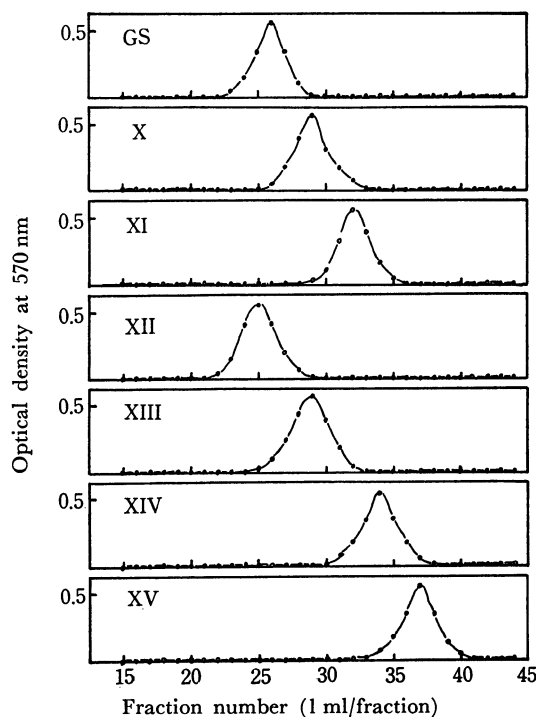 0.5
GS
0.5
X
0.5
XI
0.5
XII
0.5
XIII
0.5
XIV
0.5
XV
Optical density at 570 nm
15 20 25 30 35 40 45
Fraction number (1 ml/fraction)